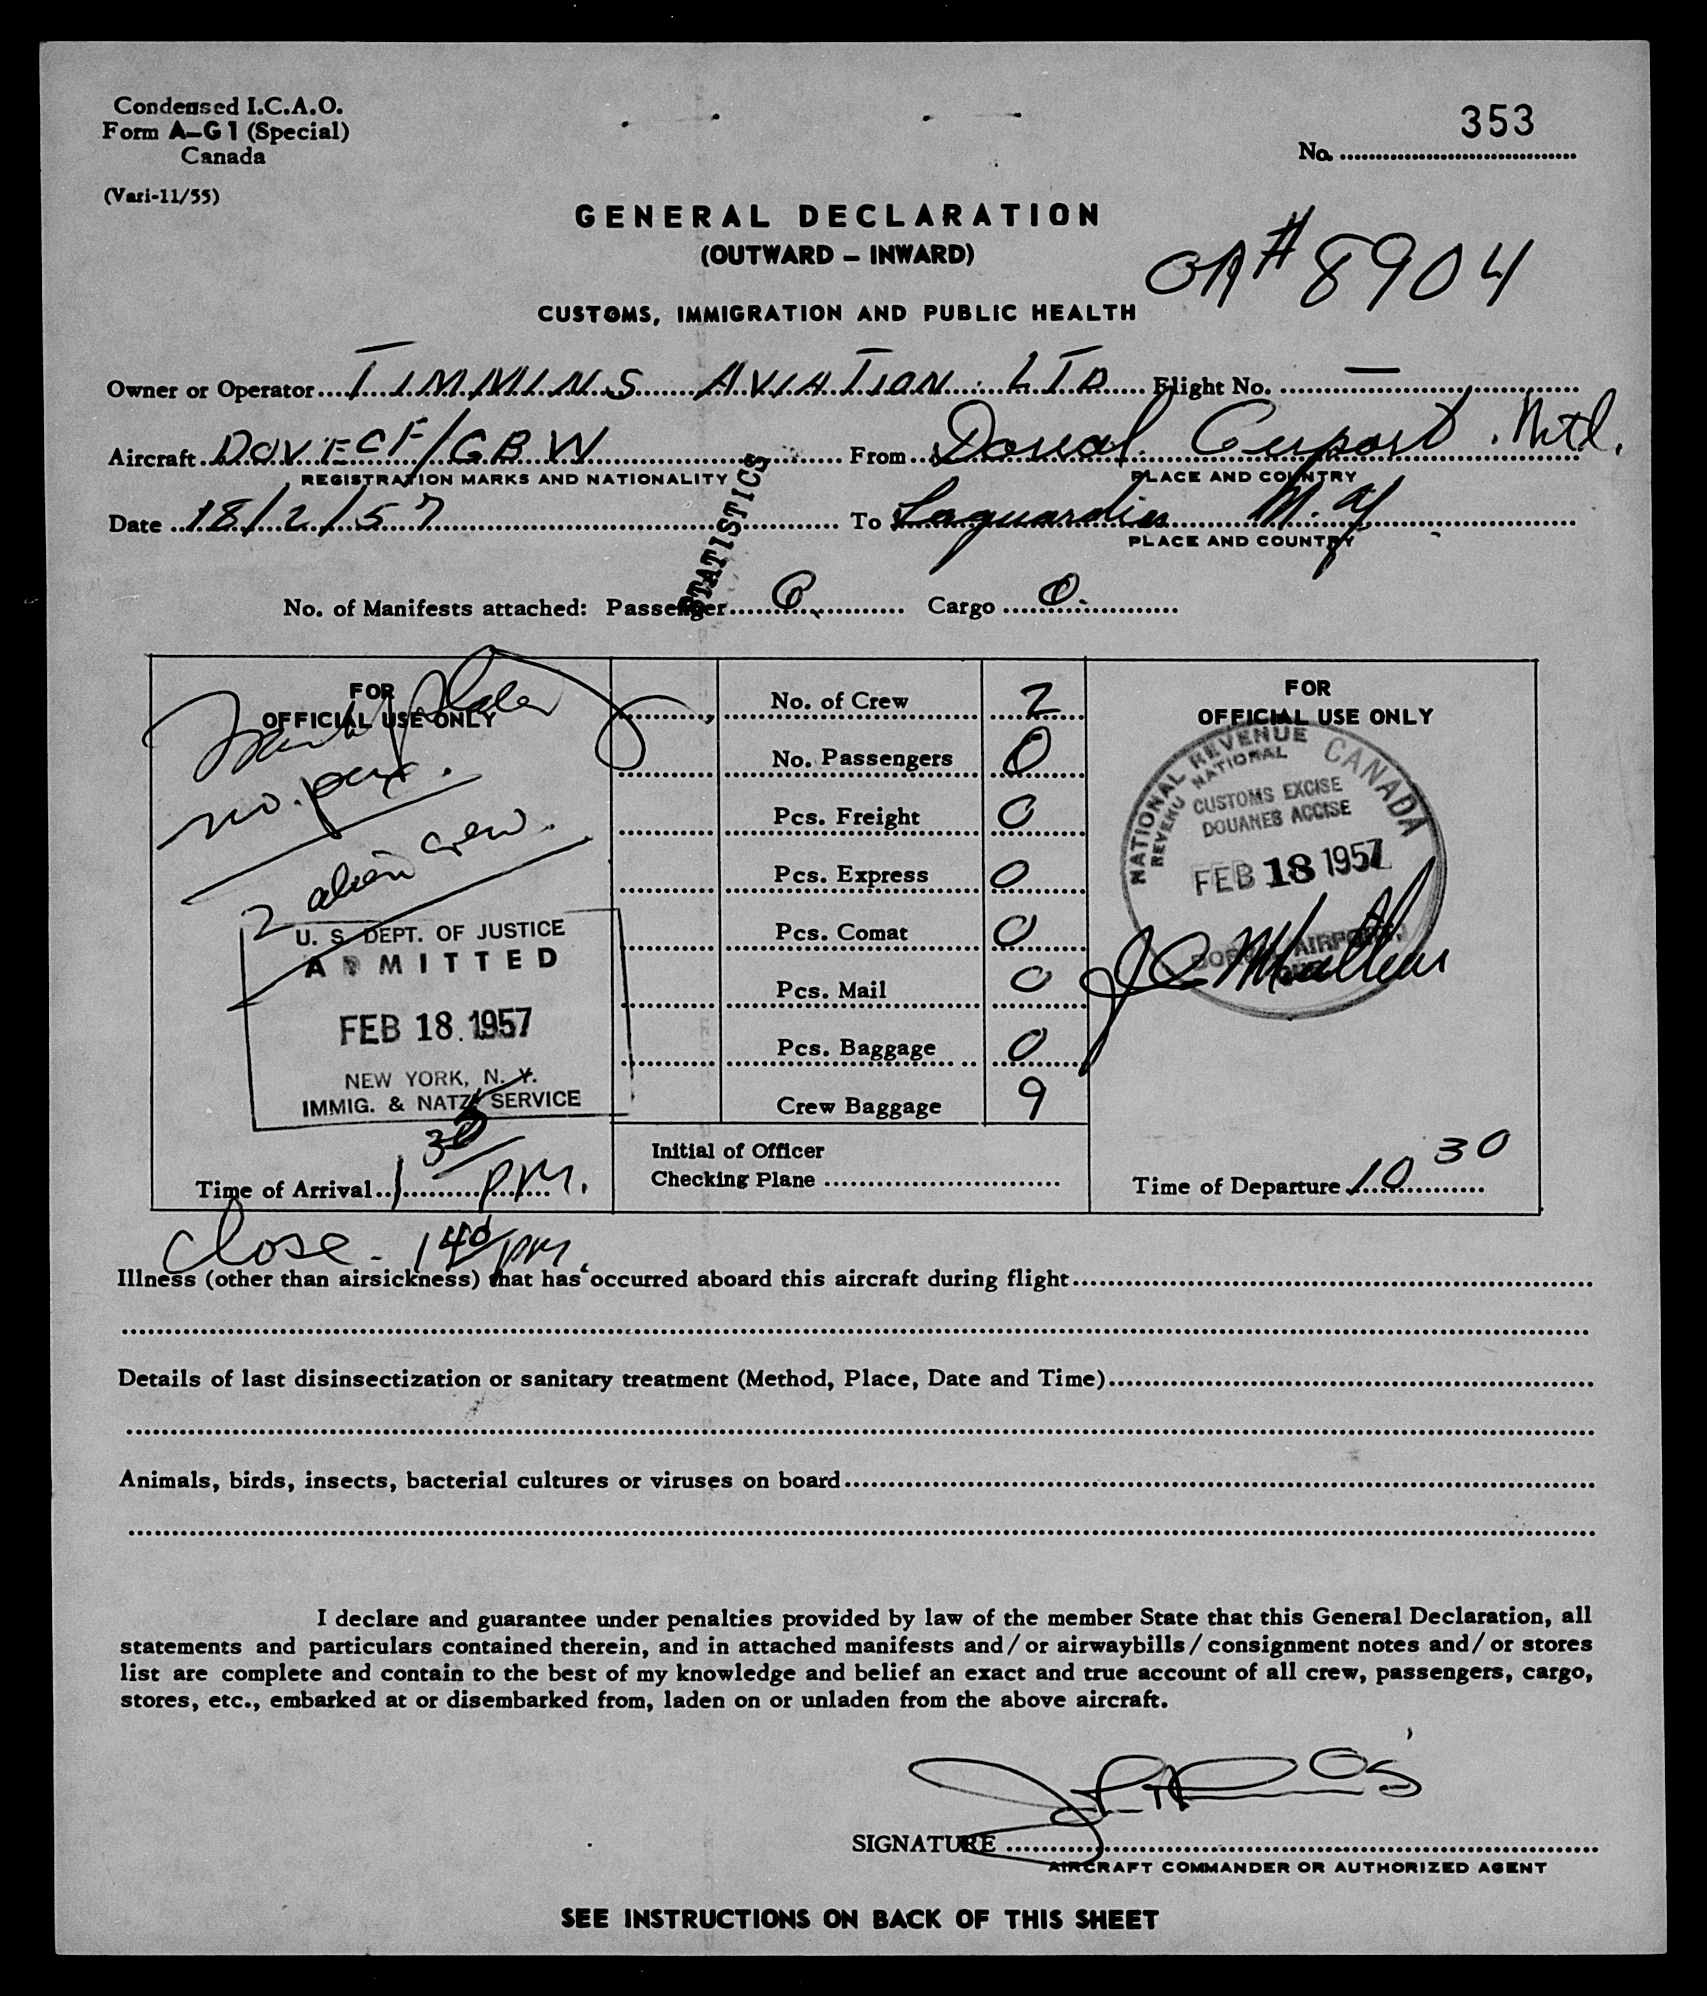 Condensed I.C.A.O.
Form A-G1 (Special)
Canada
(Vari-11/55)
353
No. ..........
GENERAL DECLARATION
(OUTWARD - INWARD)
OA # 8904
CUSTOMS, IMMIGRATION AND PUBLIC HEALTH
Owner or Operator TIMMINS AVIATION LTD Flight No. —
Aircraft DOVE CF/GBW From Dorval Airport, Mtl.
REGISTRATION MARKS AND NATIONALITY PLACE AND COUNTRY
Date 18/2/57 To Laguardia N.Y
PLACE AND COUNTRY
STATISTICS
No. of Manifests attached: Passenger 0 Cargo 0
FOR
OFFICIAL USE ONLY
no. pax.
2 alien crew.
U. S. DEPT. OF JUSTICE
ADMITTED
FEB 18. 1957
NEW YORK, N. Y.
IMMIG. & NATZ. SERVICE
Time of Arrival 1 30 PM.
close - 1 40 pm.
No. of Crew 2
No. Passengers 0
Pcs. Freight 0
Pcs. Express 0
Pcs. Comat 0
Pcs. Mail 0
Pcs. Baggage 0
Crew Baggage 9
Initial of Officer
Checking Plane ..........
FOR
OFFICIAL USE ONLY
NATIONAL REVENUE CANADA
REVENU NATIONAL
CUSTOMS EXCISE
DOUANES ACCISE
FEB 18 1957
AIRPORT
Time of Departure 10 30
Illness (other than airsickness) that has occurred aboard this aircraft during flight
Details of last disinsectization or sanitary treatment (Method, Place, Date and Time)
Animals, birds, insects, bacterial cultures or viruses on board
I declare and guarantee under penalties provided by law of the member State that this General Declaration, all
statements and particulars contained therein, and in attached manifests and/or airwaybills/consignment notes and/or stores
list are complete and contain to the best of my knowledge and belief an exact and true account of all crew, passengers, cargo,
stores, etc., embarked at or disembarked from, laden on or unladen from the above aircraft.
SIGNATURE
AIRCRAFT COMMANDER OR AUTHORIZED AGENT
SEE INSTRUCTIONS ON BACK OF THIS SHEET